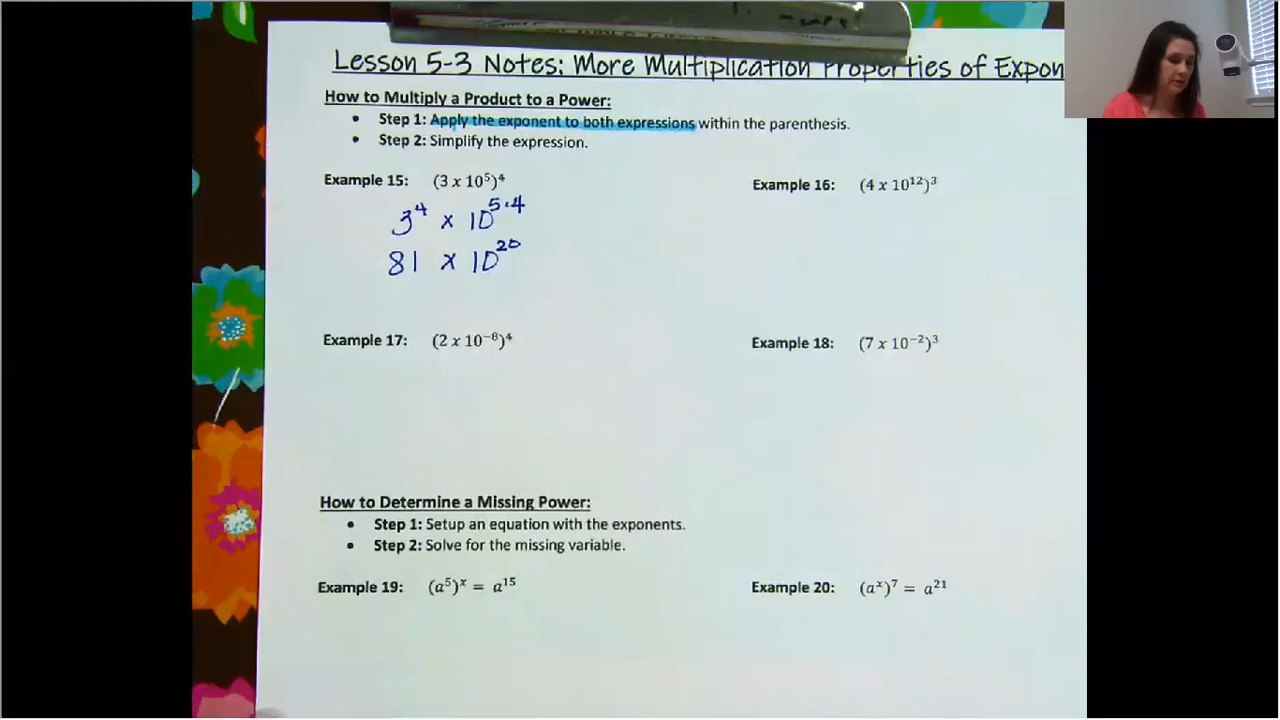 Lesson 5-3 Notes: More Multiplication Properties of Expon
How to Multiply a Product to a Power:
• Step 1: Apply the exponent to both expressions within the parenthesis.
• Step 2: Simplify the expression.
Example 15: (3 x 10⁵)⁴
3⁴ x 10⁵·⁴
81 x 10²⁰
Example 16: (4 x 10¹²)³
Example 17: (2 x 10⁻⁸)⁴
Example 18: (7 x 10⁻²)³
How to Determine a Missing Power:
• Step 1: Setup an equation with the exponents.
• Step 2: Solve for the missing variable.
Example 19: (a⁵)ˣ = a¹⁵
Example 20: (aˣ)⁷ = a²¹